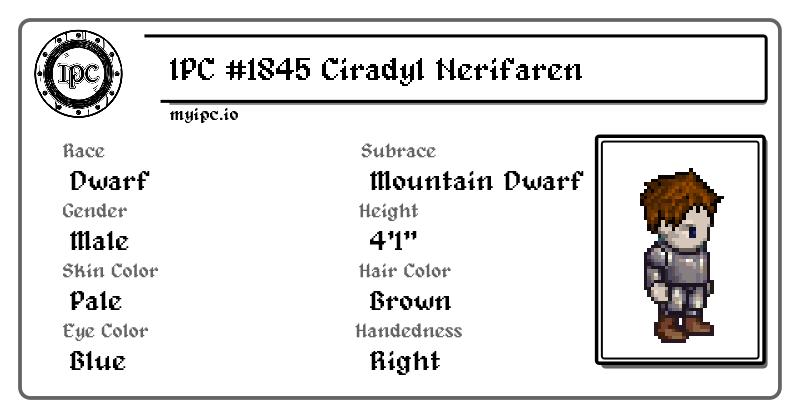 IPC
IPC #1845 Ciradyl Nerifaren
myipc.io
Race
Subrace
Dwarf
Mountain Dwarf
Gender
Height
Male
4'1"
Skin Color
Hair Color
Pale
Brown
Eye Color
Handedness
Blue
Right